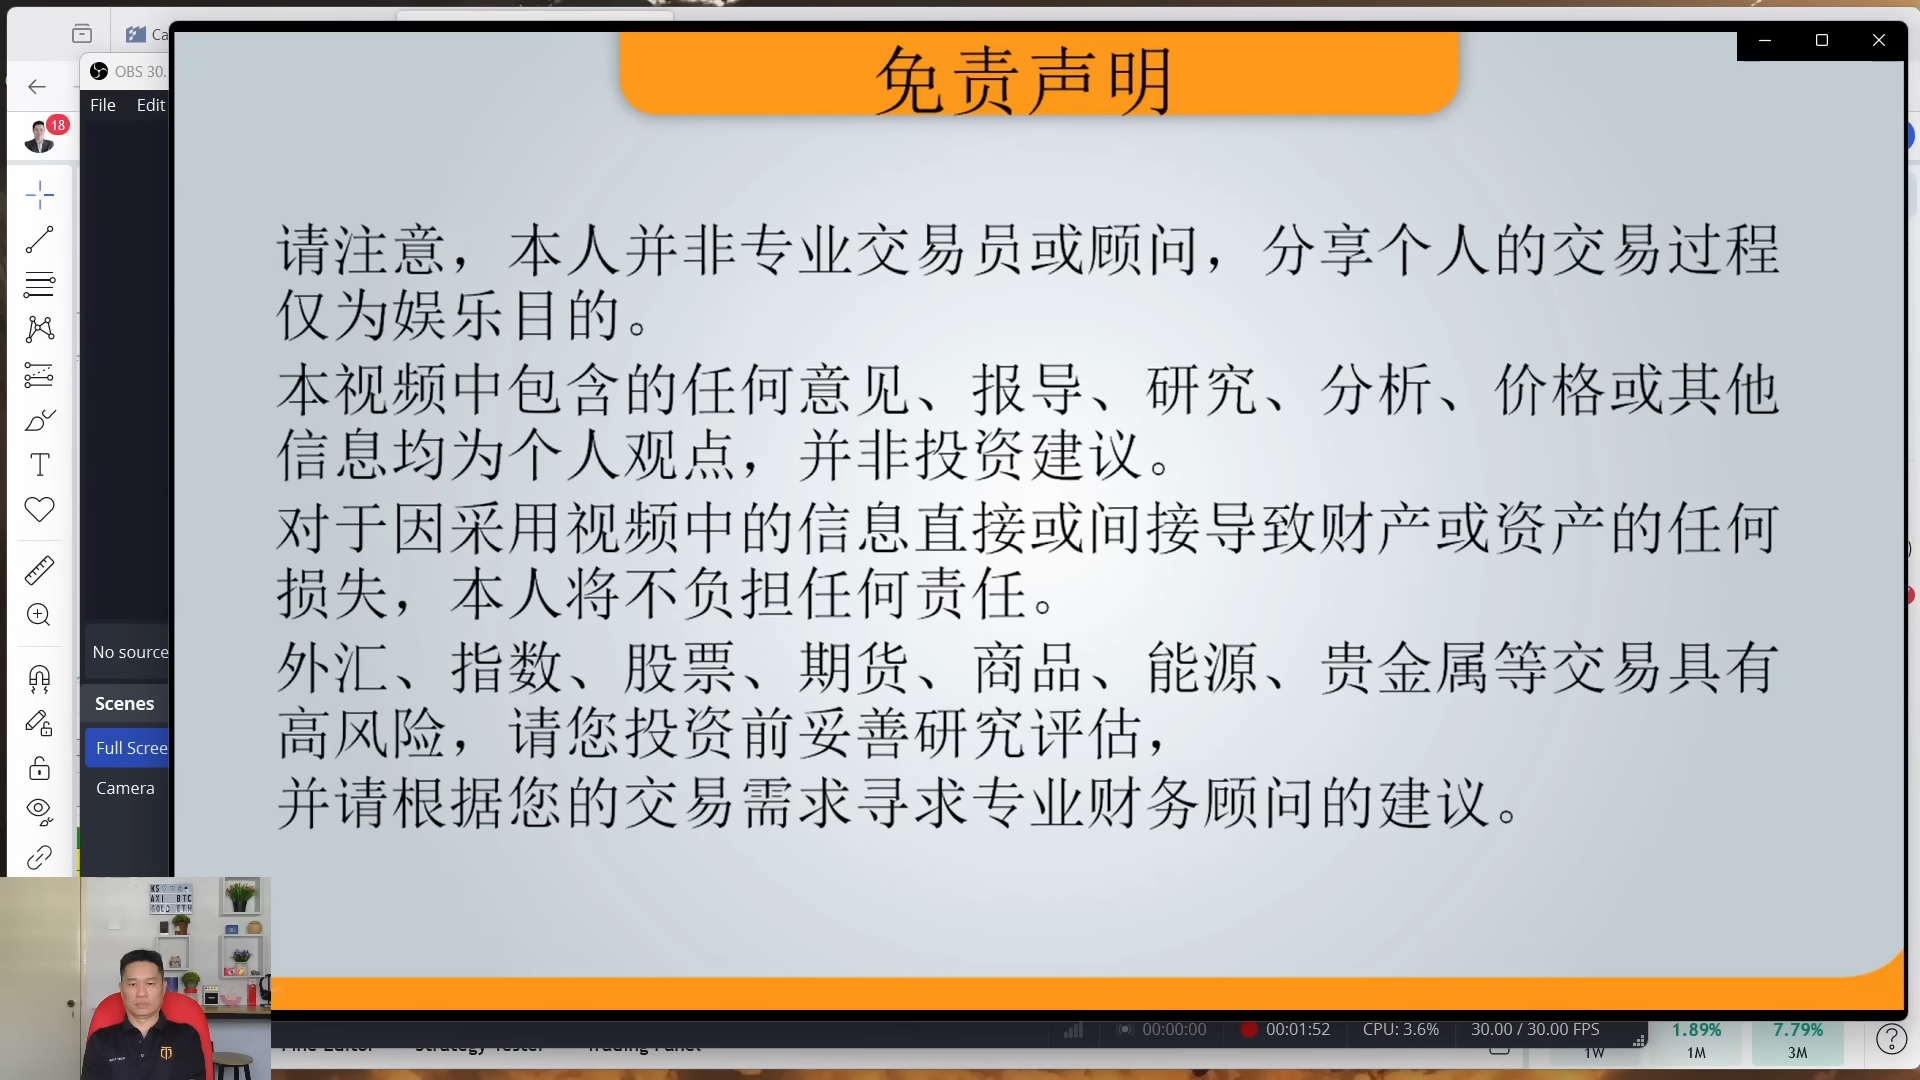 Ca
OBS 30.
File Edit
18
免责声明
请注意，本人并非专业交易员或顾问，分享个人的交易过程
仅为娱乐目的。
本视频中包含的任何意见、报导、研究、分析、价格或其他
信息均为个人观点，并非投资建议。
对于因采用视频中的信息直接或间接导致财产或资产的任何
损失，本人将不负担任何责任。
外汇、指数、股票、期货、商品、能源、贵金属等交易具有
高风险，请您投资前妥善研究评估，
并请根据您的交易需求寻求专业财务顾问的建议。
No source
Scenes
Full Scree
Camera
KS
AXI BTC
GOLD ETH
00:00:00 00:01:52 CPU: 3.6% 30.00 / 30.00 FPS
1.89% 7.79%
1W 1M 3M